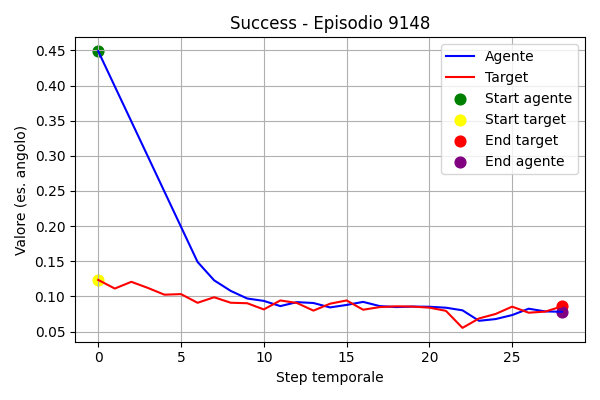 Success - Episodio 9148
Valore (es. angolo)
0.45
0.40
0.35
0.30
0.25
0.20
0.15
0.10
0.05
Agente
Target
Start agente
Start target
End target
End agente
0 5 10 15 20 25
Step temporale